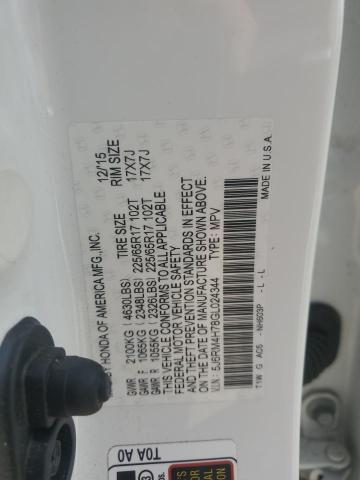 BY HONDA OF AMERICA MFG., INC. 12/15
TIRE SIZE RIM SIZE
GVWR 2100KG (4630LBS)
GAWR F 1065KG (2348LBS) 225/65R17 102T 17X7J
GAWR R 1055KG (2326LBS) 225/65R17 102T 17X7J
THIS VEHICLE CONFORMS TO ALL APPLICABLE
FEDERAL MOTOR VEHICLE SAFETY
AND THEFT PREVENTION STANDARDS IN EFFECT
ON THE DATE OF MANUFACTURE SHOWN ABOVE.
V.I.N.: 5J6RM4H78GL024344 TYPE: MPV
T1W G AC5 - NH603P - L - L MADE IN U.S.A.
T0A A0